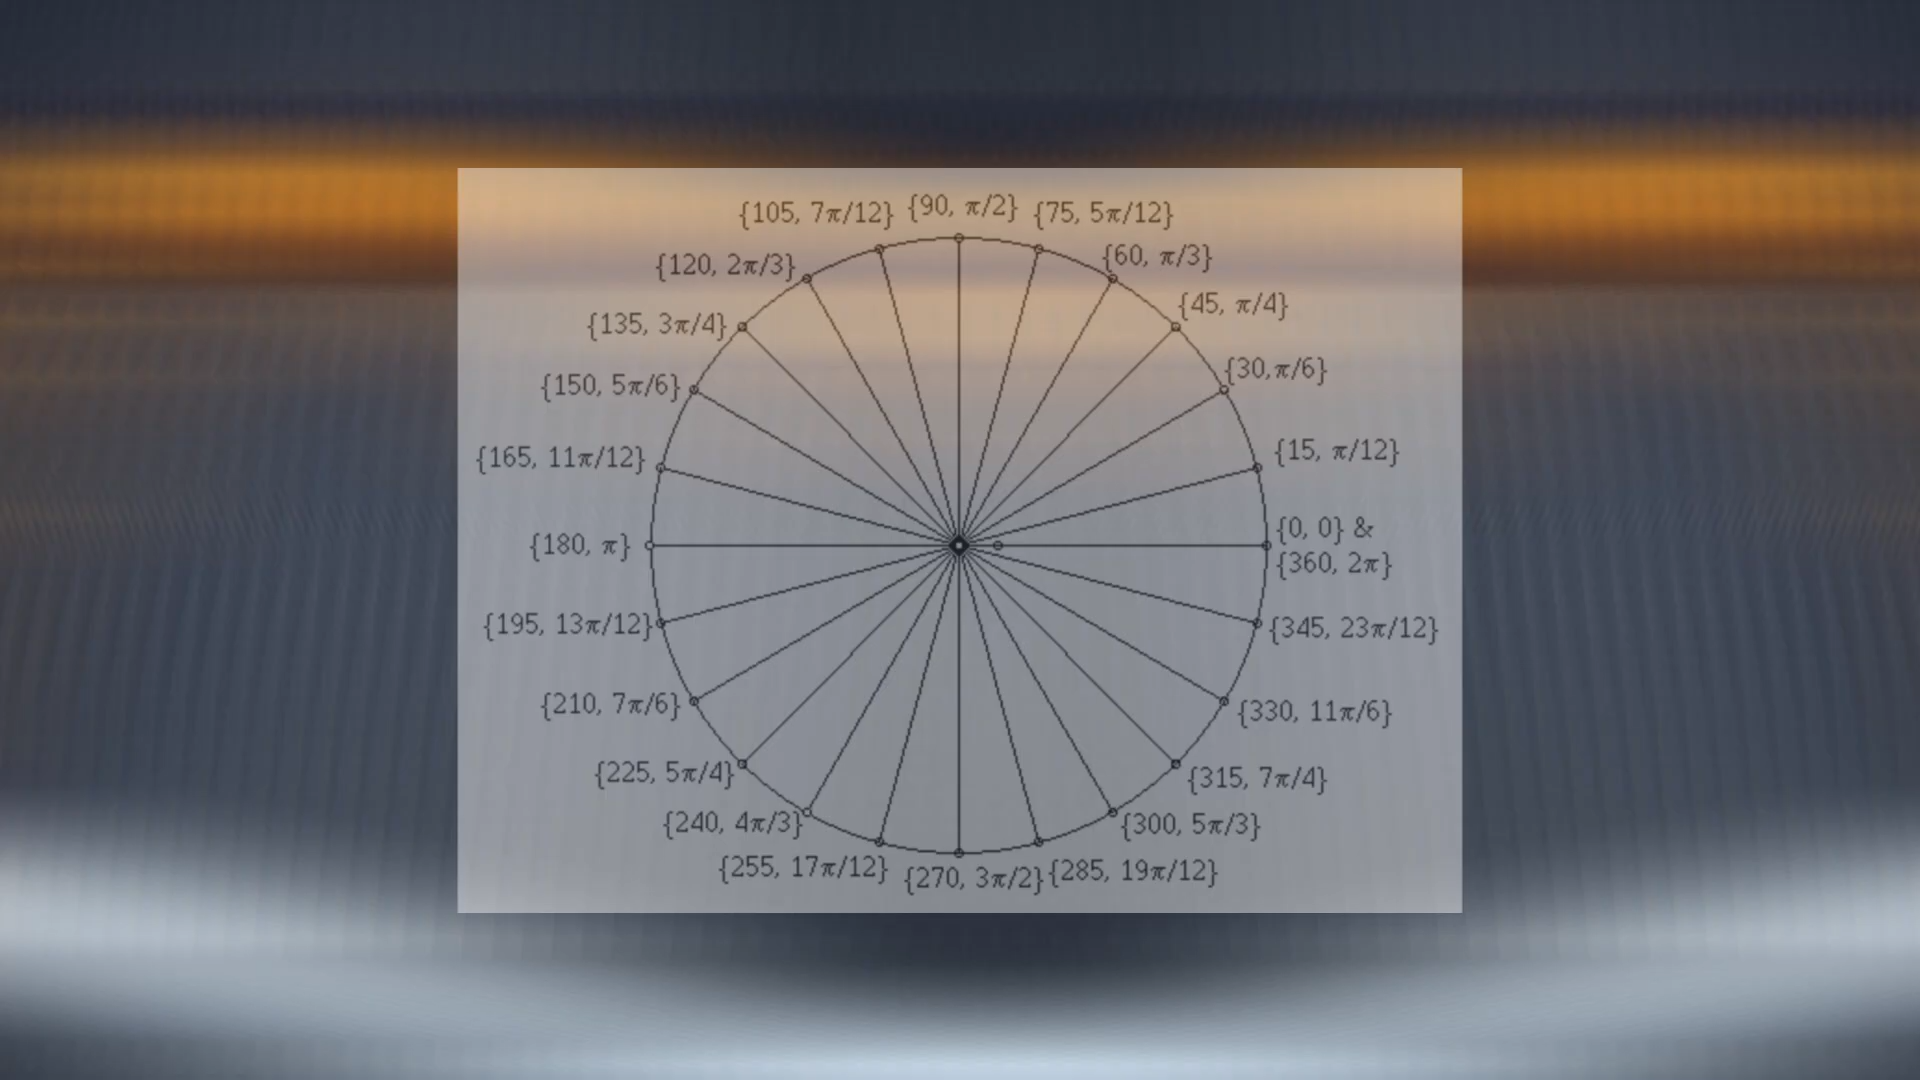 {105, 7π/12} {90, π/2} {75, 5π/12}
{120, 2π/3} {60, π/3}
{135, 3π/4} {45, π/4}
{150, 5π/6} {30,π/6}
{165, 11π/12} {15, π/12}
{180, π} {0, 0} &
{360, 2π}
{195, 13π/12} {345, 23π/12}
{210, 7π/6} {330, 11π/6}
{225, 5π/4} {315, 7π/4}
{240, 4π/3} {300, 5π/3}
{255, 17π/12} {270, 3π/2} {285, 19π/12}